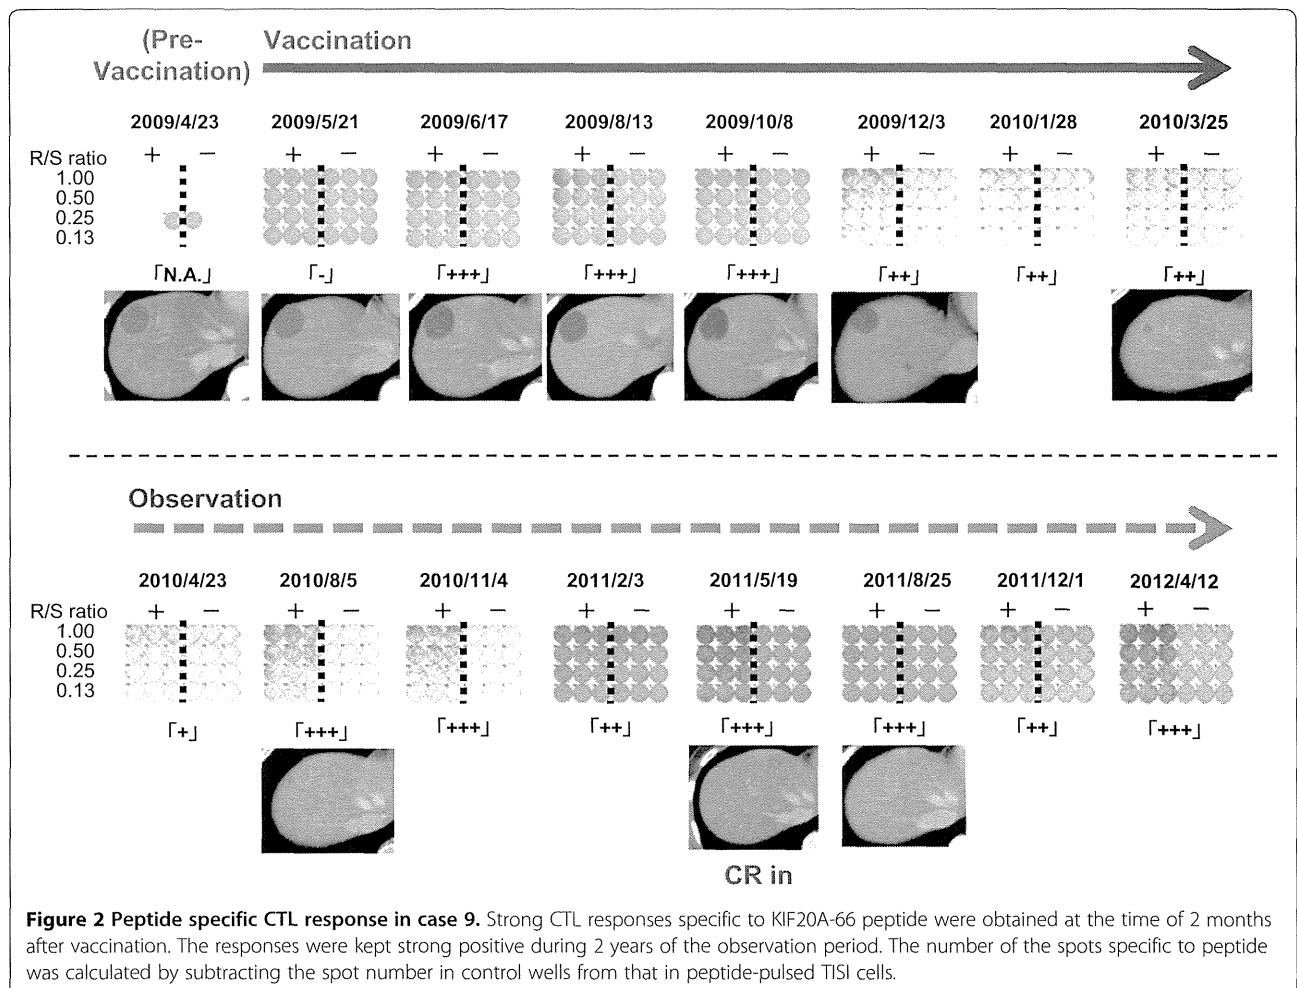 (Pre-
Vaccination)
Vaccination
2009/4/23 2009/5/21 2009/6/17 2009/8/13 2009/10/8 2009/12/3 2010/1/28 2010/3/25
R/S ratio + − + − + − + − + − + − + − + −
1.00
0.50
0.25
0.13
「N.A.」 「-」 「+++」 「+++」 「+++」 「++」 「++」 「++」
Observation
2010/4/23 2010/8/5 2010/11/4 2011/2/3 2011/5/19 2011/8/25 2011/12/1 2012/4/12
R/S ratio + − + − + − + − + − + − + − + −
1.00
0.50
0.25
0.13
「+」 「+++」 「+++」 「++」 「+++」 「+++」 「++」 「+++」
CR in
Figure 2 Peptide specific CTL response in case 9. Strong CTL responses specific to KIF20A-66 peptide were obtained at the time of 2 months
after vaccination. The responses were kept strong positive during 2 years of the observation period. The number of the spots specific to peptide
was calculated by subtracting the spot number in control wells from that in peptide-pulsed TISI cells.